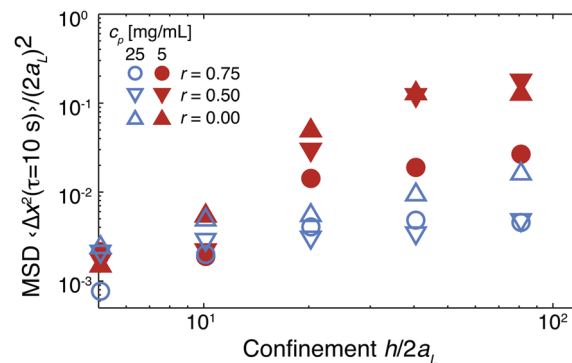 c_p [mg/mL]
25 5
r = 0.75
r = 0.50
r = 0.00
10⁰
10⁻¹
10⁻²
10⁻³
MSD ‹Δx²(τ=10 s)›/(2a_L)²
10¹ 10²
Confinement h/2a_L